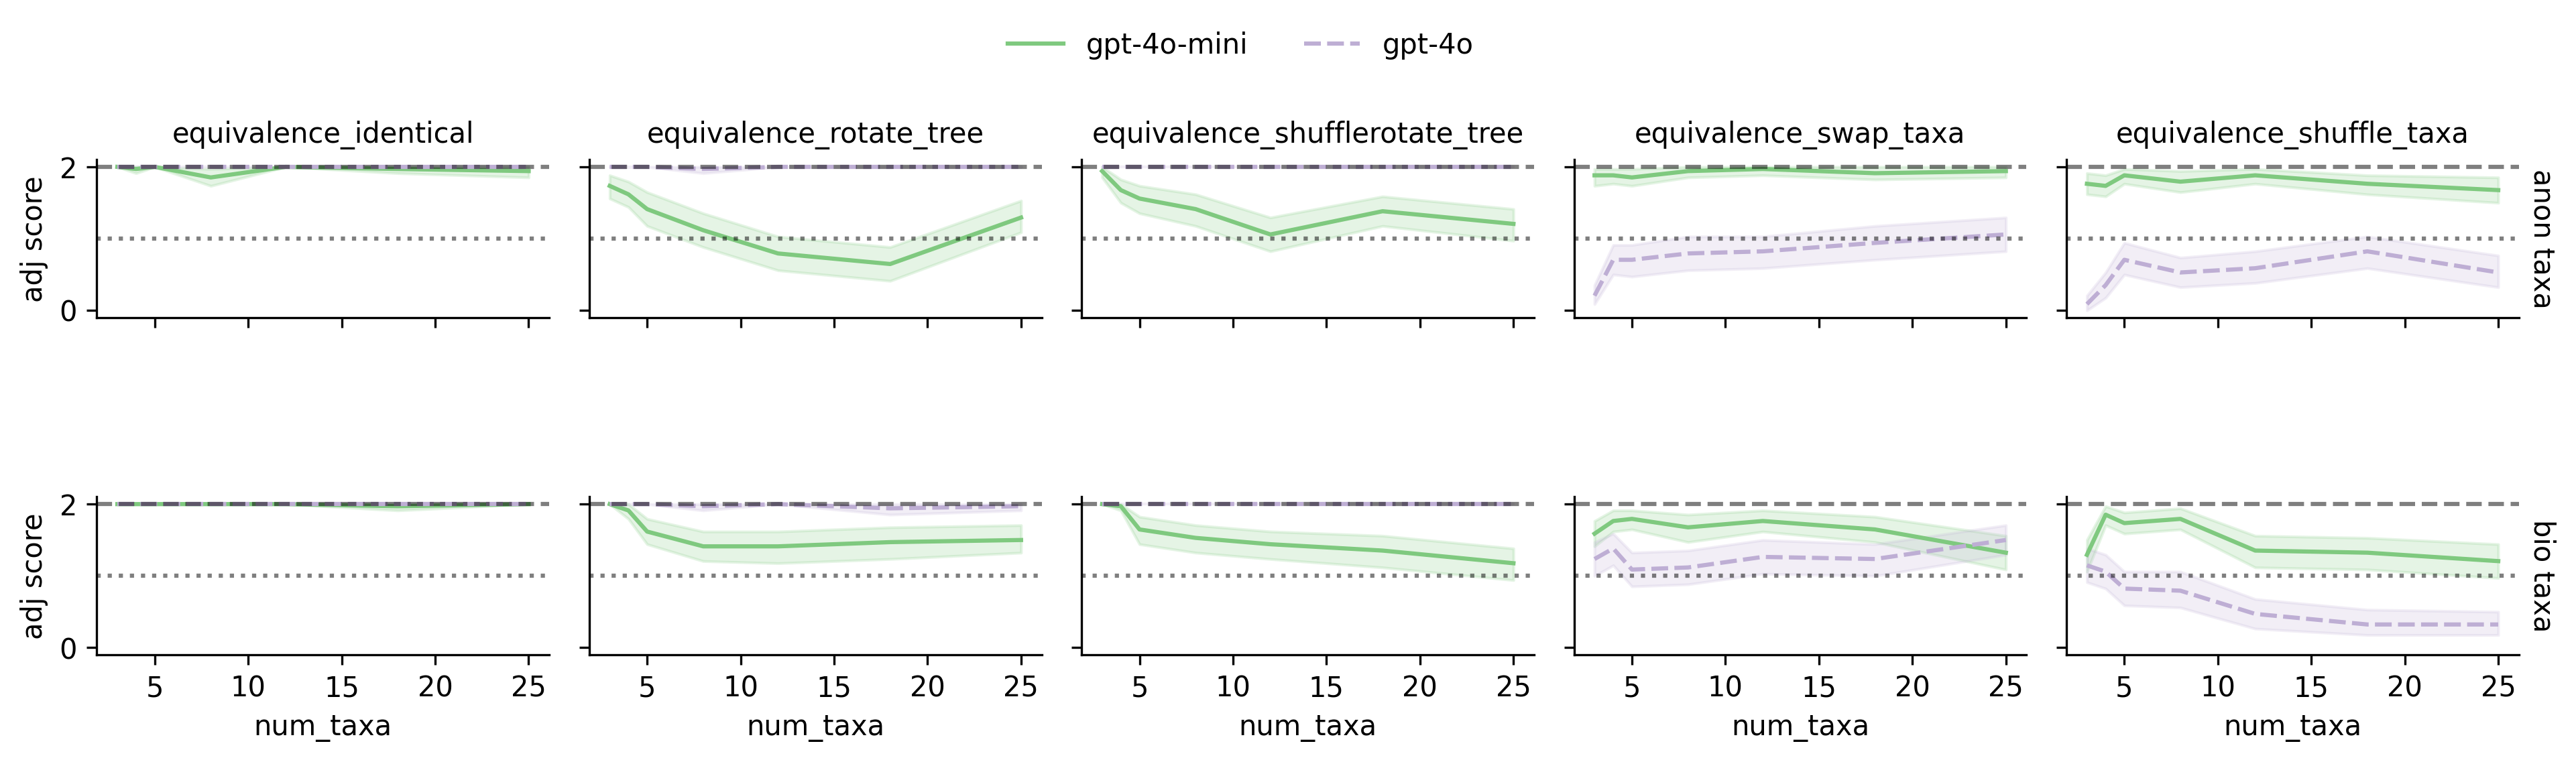 gpt-4o-mini gpt-4o
equivalence_identical equivalence_rotate_tree equivalence_shufflerotate_tree equivalence_swap_taxa equivalence_shuffle_taxa
2
adj score
0
5 10 15 20 25
num_taxa
anon taxa
2
adj score
0
5 10 15 20 25 5 10 15 20 25 5 10 15 20 25 5 10 15 20 25
num_taxa num_taxa num_taxa num_taxa
bio taxa